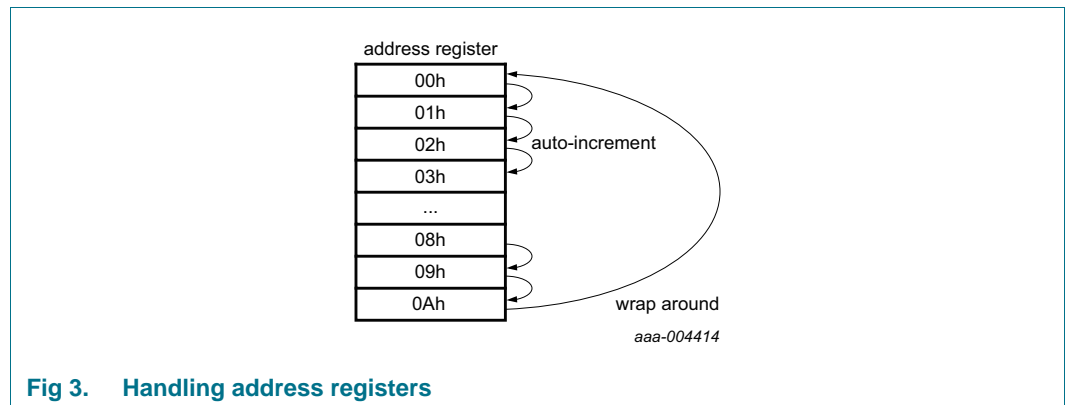 address register
00h
01h
02h
auto-increment
03h
...
08h
09h
0Ah
wrap around
aaa-004414
Fig 3. Handling address registers